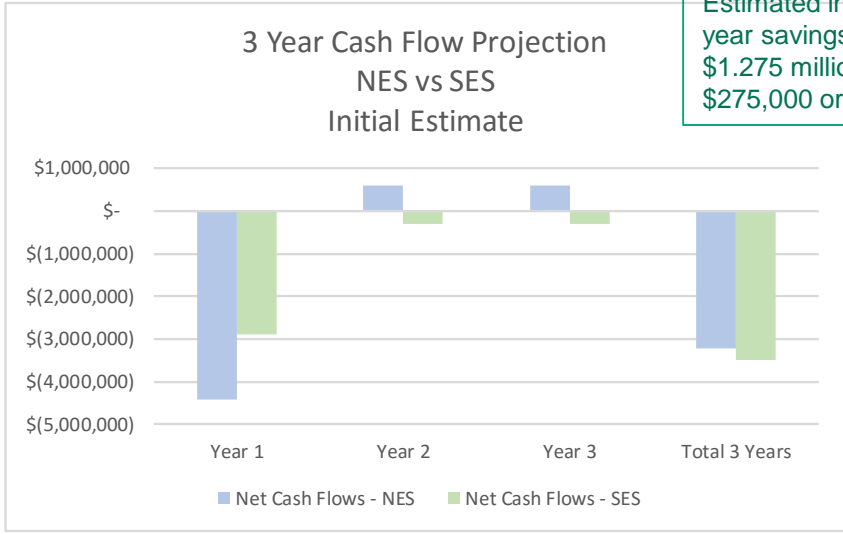 Estimated
year savings
$1.275
$275,000 or
3 Year Cash Flow Projection
NES vs SES
Initial Estimate
$1,000,000
$-
$(1,000,000)
$(2,000,000)
$(3,000,000)
$(4,000,000)
$(5,000,000)
Year 1 Year 2 Year 3 Total 3 Years
Net Cash Flows - NES Net Cash Flows - SES